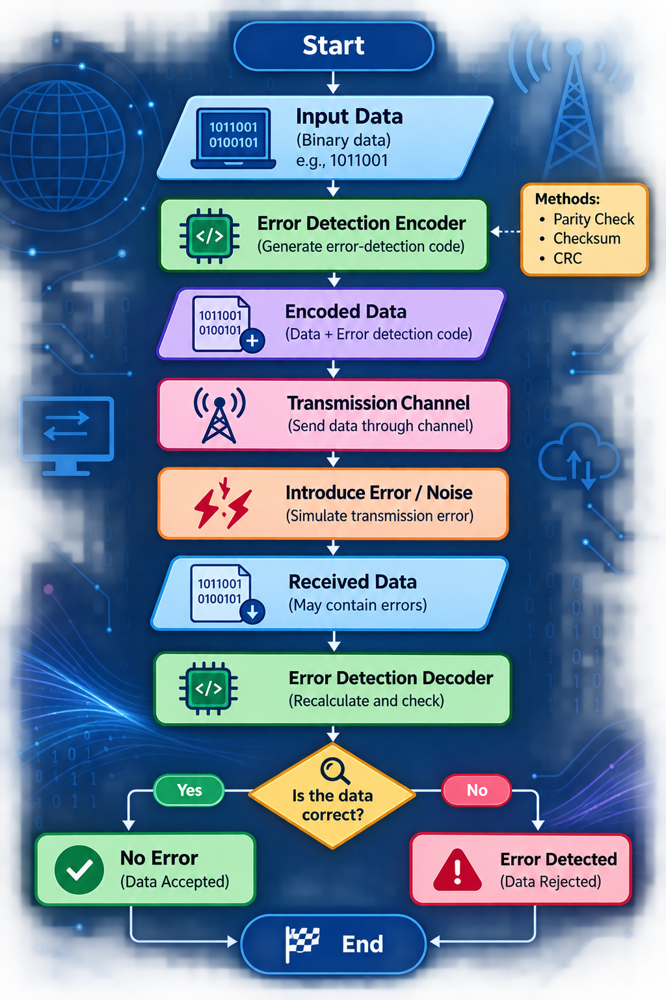 Start
1011001
0100101
Input Data
(Binary data)
e.g., 1011001
Methods:
• Parity Check
• Checksum
• CRC
</>
Error Detection Encoder
(Generate error-detection code)
1011001
0100101
Encoded Data
(Data + Error detection code)
Transmission Channel
(Send data through channel)
Introduce Error / Noise
(Simulate transmission error)
1011001
0100101
Received Data
(May contain errors)
</>
Error Detection Decoder
(Recalculate and check)
Is the data
correct?
Yes
No
No Error
(Data Accepted)
Error Detected
(Data Rejected)
End